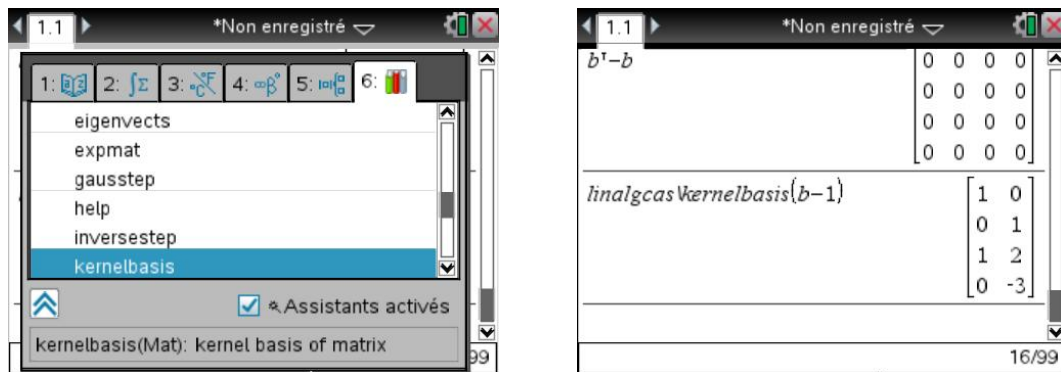 1.1
*Non enregistré
1: 2: ∫Σ 3: °C°F 4: ∞β° 5: 6:
eigenvects
expmat
gausstep
help
inversestep
kernelbasis
Assistants activés
kernelbasis(Mat): kernel basis of matrix
99
1.1
*Non enregistré
bᵀ−b
0 0 0 0
0 0 0 0
0 0 0 0
0 0 0 0
linalgcas\kernelbasis(b−1)
1 0
0 1
1 2
0 -3
16/99